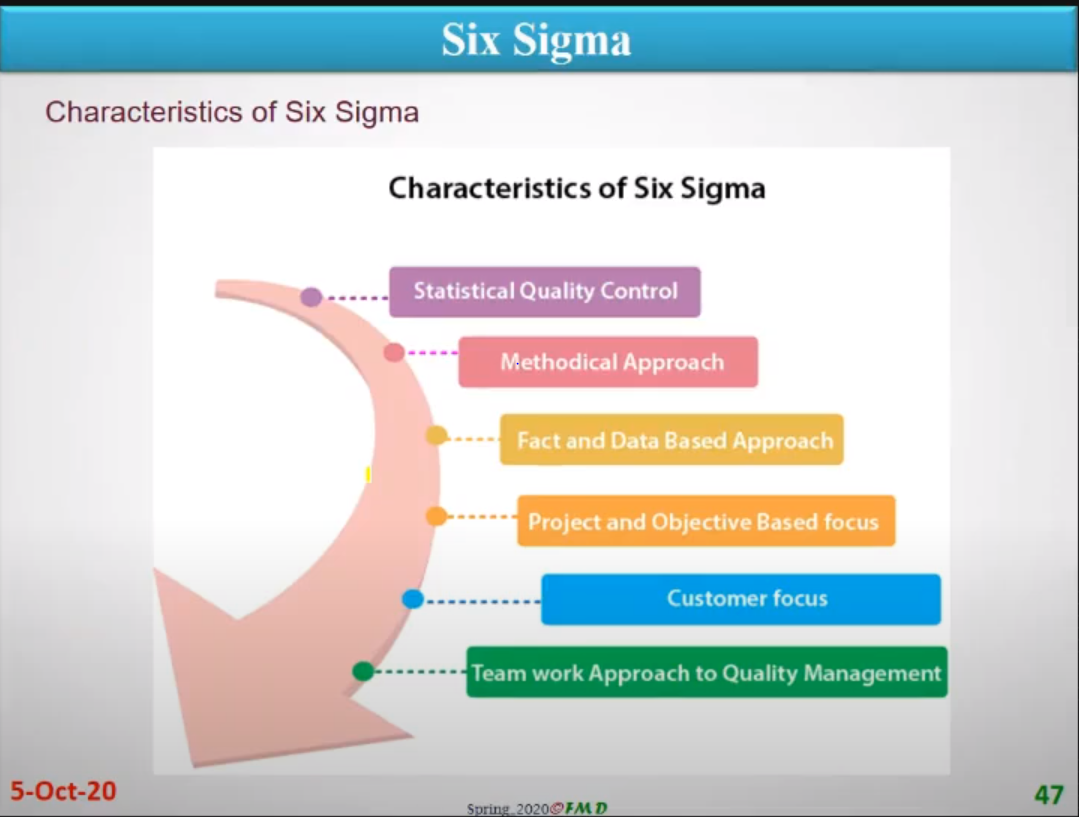 Six Sigma
Characteristics of Six Sigma
Characteristics of Six Sigma
Statistical Quality Control
Methodical Approach
Fact and Data Based Approach
Project and Objective Based focus
Customer focus
Team work Approach to Quality Management
5-Oct-20
Spring_2020©FMD
47